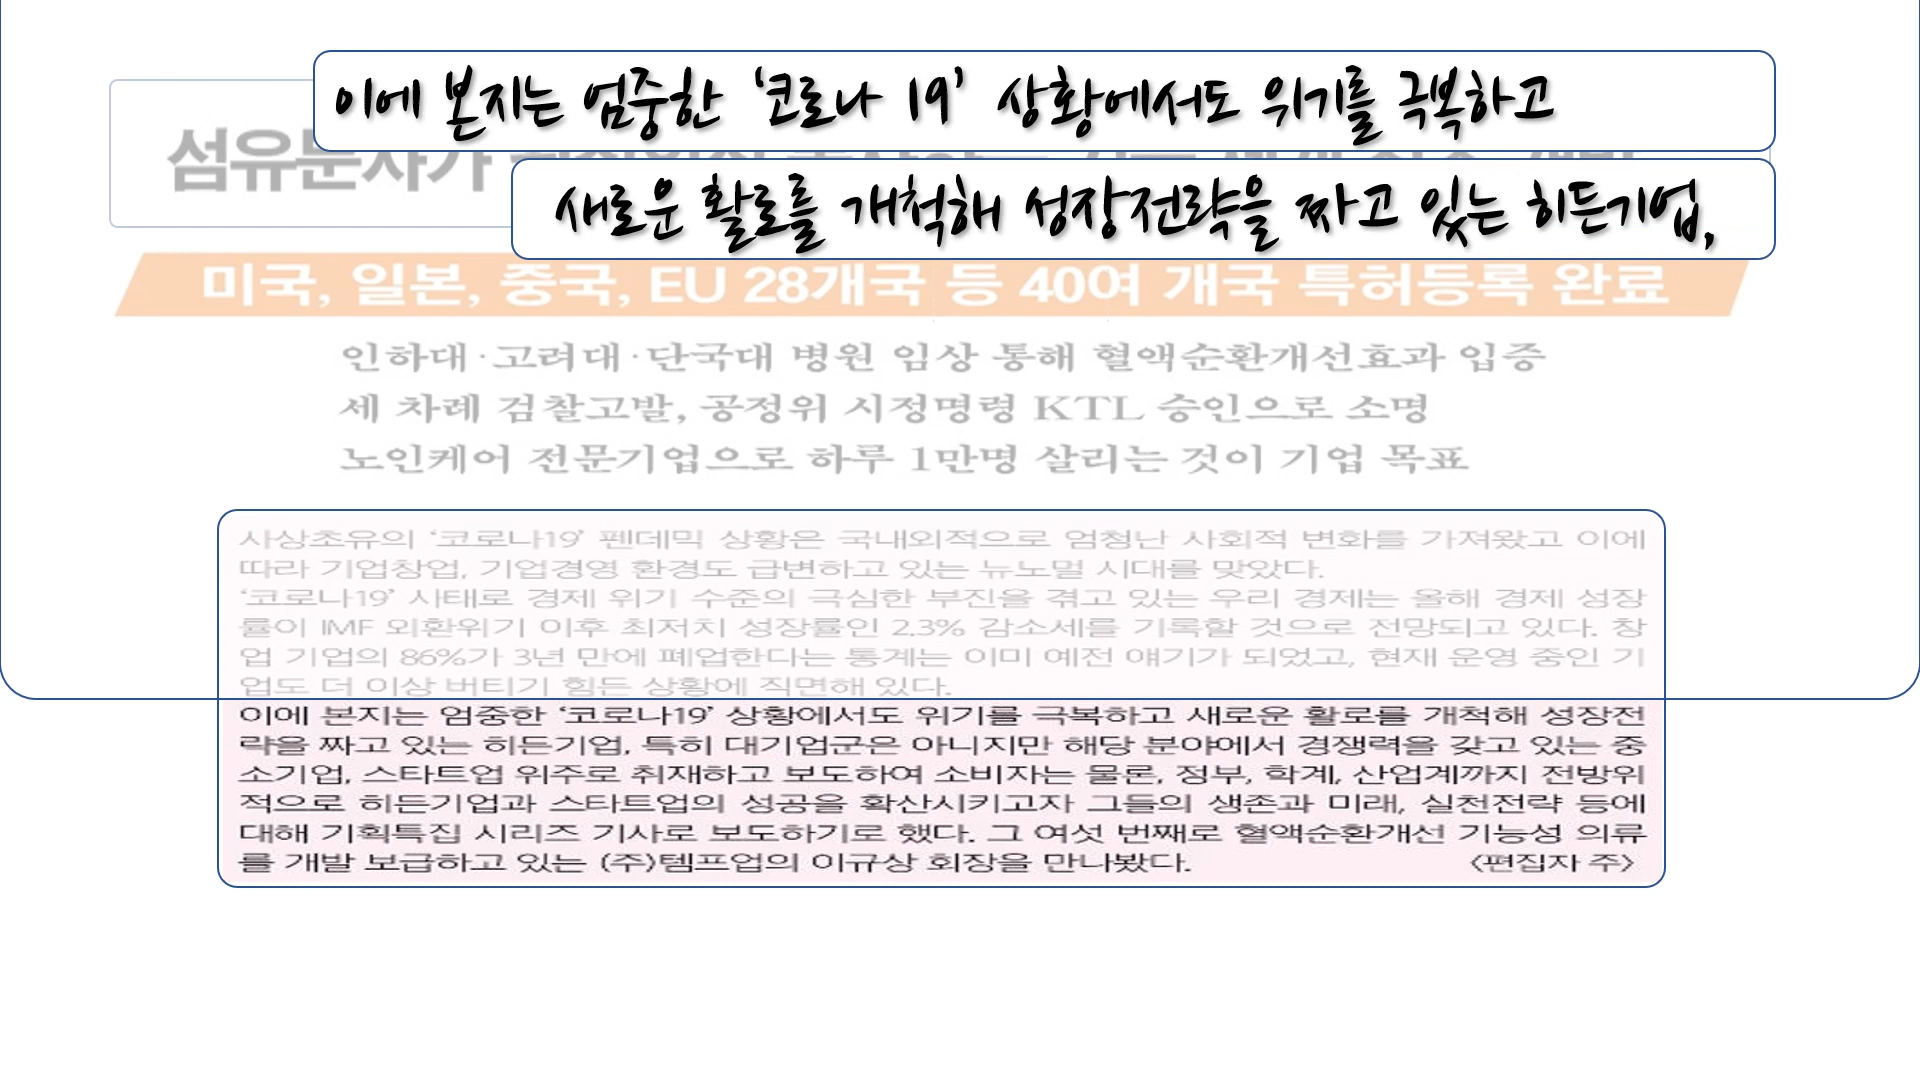 이에 본지는 엄중한 ‘코로나 19’ 상황에서도 위기를 극복하고
새로운 활로를 개척해 성장전략을 짜고 있는 히든기업,
섬유문사가
미국, 일본, 중국, EU 28개국 등 40여 개국 특허등록 완료
인하대·고려대·단국대 병원 임상 통해 혈액순환개선효과 입증
세 차례 검찰고발, 공정위 시정명령 KTL 승인으로 소명
노인케어 전문기업으로 하루 1만명 살리는 것이 기업 목표
사상초유의 ‘코로나19’ 펜데믹 상황은 국내외적으로 엄청난 사회적 변화를 가져왔고 이에
따라 기업창업, 기업경영 환경도 급변하고 있는 뉴노멀 시대를 맞았다.
‘코로나19’ 사태로 경제 위기 수준의 극심한 부진을 겪고 있는 우리 경제는 올해 경제 성장
률이 IMF 외환위기 이후 최저치 성장률인 2.3% 감소세를 기록할 것으로 전망되고 있다. 창
업 기업의 86%가 3년 만에 폐업한다는 통계는 이미 예전 얘기가 되었고, 현재 운영 중인 기
업도 더 이상 버티기 힘든 상황에 직면해 있다.
이에 본지는 엄중한 ‘코로나19’ 상황에서도 위기를 극복하고 새로운 활로를 개척해 성장전
략을 짜고 있는 히든기업, 특히 대기업군은 아니지만 해당 분야에서 경쟁력을 갖고 있는 중
소기업, 스타트업 위주로 취재하고 보도하여 소비자는 물론, 정부, 학계, 산업계까지 전방위
적으로 히든기업과 스타트업의 성공을 확산시키고자 그들의 생존과 미래, 실천전략 등에
대해 기획특집 시리즈 기사로 보도하기로 했다. 그 여섯 번째로 혈액순환개선 기능성 의류
를 개발 보급하고 있는 (주)템프업의 이규상 회장을 만나봤다. 〈편집자 주〉